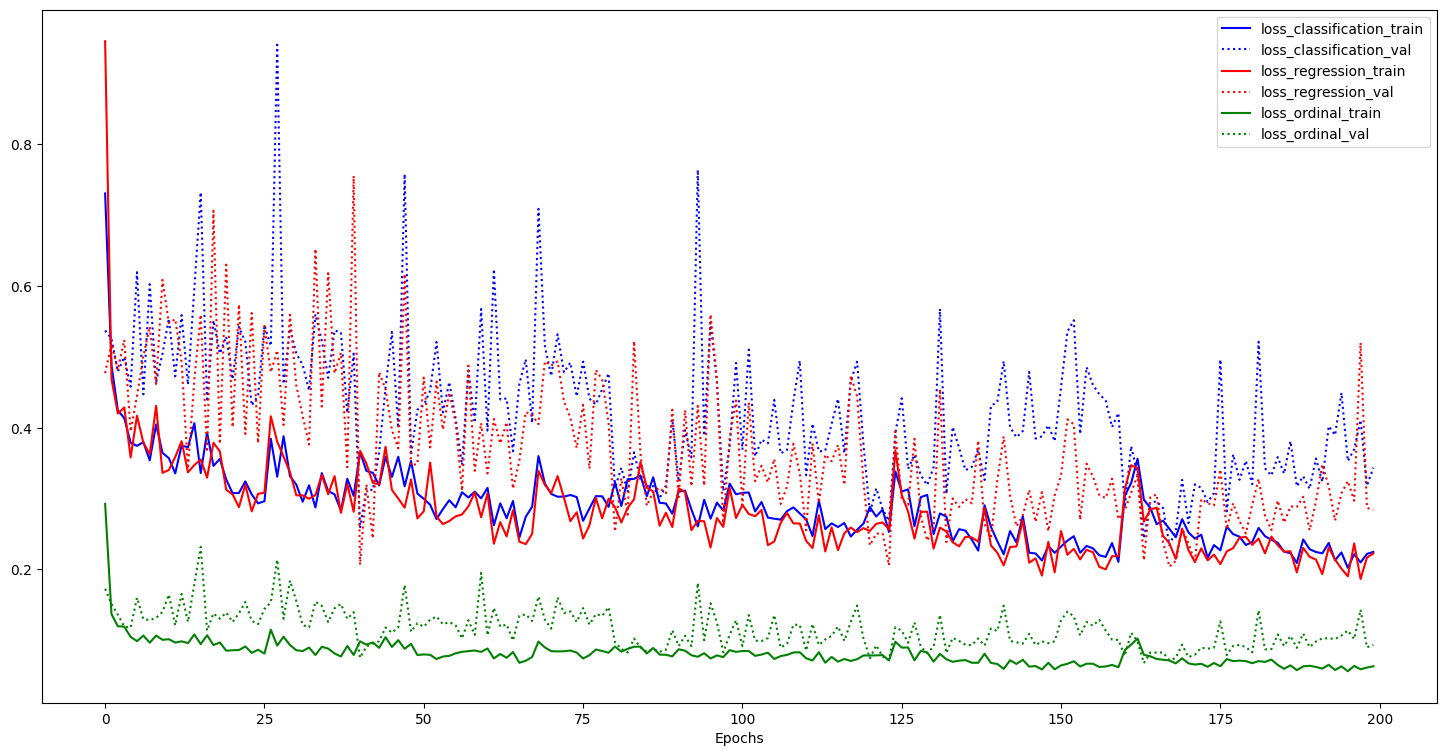 loss_classification_train
loss_classification_val
loss_regression_train
loss_regression_val
loss_ordinal_train
loss_ordinal_val
0.8
0.6
0.4
0.2
0 25 50 75 100 125 150 175 200
Epochs